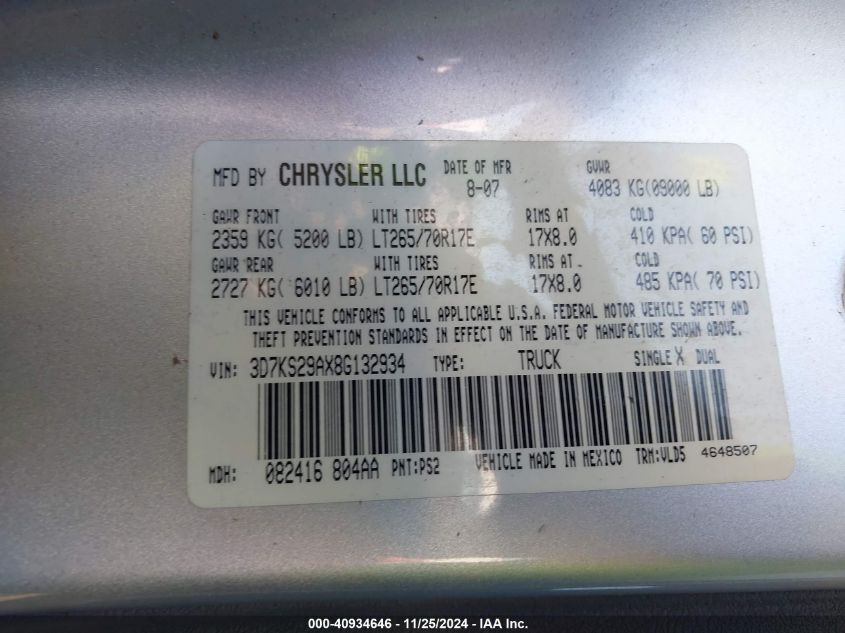 MFD BY CHRYSLER LLC DATE OF MFR 8-07 GVWR 4083 KG(09000 LB)
GAWR FRONT WITH TIRES RIMS AT COLD
2359 KG( 5200 LB) LT265/70R17E 17X8.0 410 KPA( 60 PSI)
GAWR REAR WITH TIRES RIMS AT COLD
2727 KG( 6010 LB) LT265/70R17E 17X8.0 485 KPA( 70 PSI)
THIS VEHICLE CONFORMS TO ALL APPLICABLE U.S.A. FEDERAL MOTOR VEHICLE SAFETY AND
THEFT PREVENTION STANDARDS IN EFFECT ON THE DATE OF MANUFACTURE SHOWN ABOVE.
VIN: 3D7KS29AX8G132934 TYPE: TRUCK SINGLE X DUAL
MDH: 082416 804AA PNT:PS2 VEHICLE MADE IN MEXICO TRM:VLD5 4648507
000-40934646 - 11/25/2024 - IAA Inc.